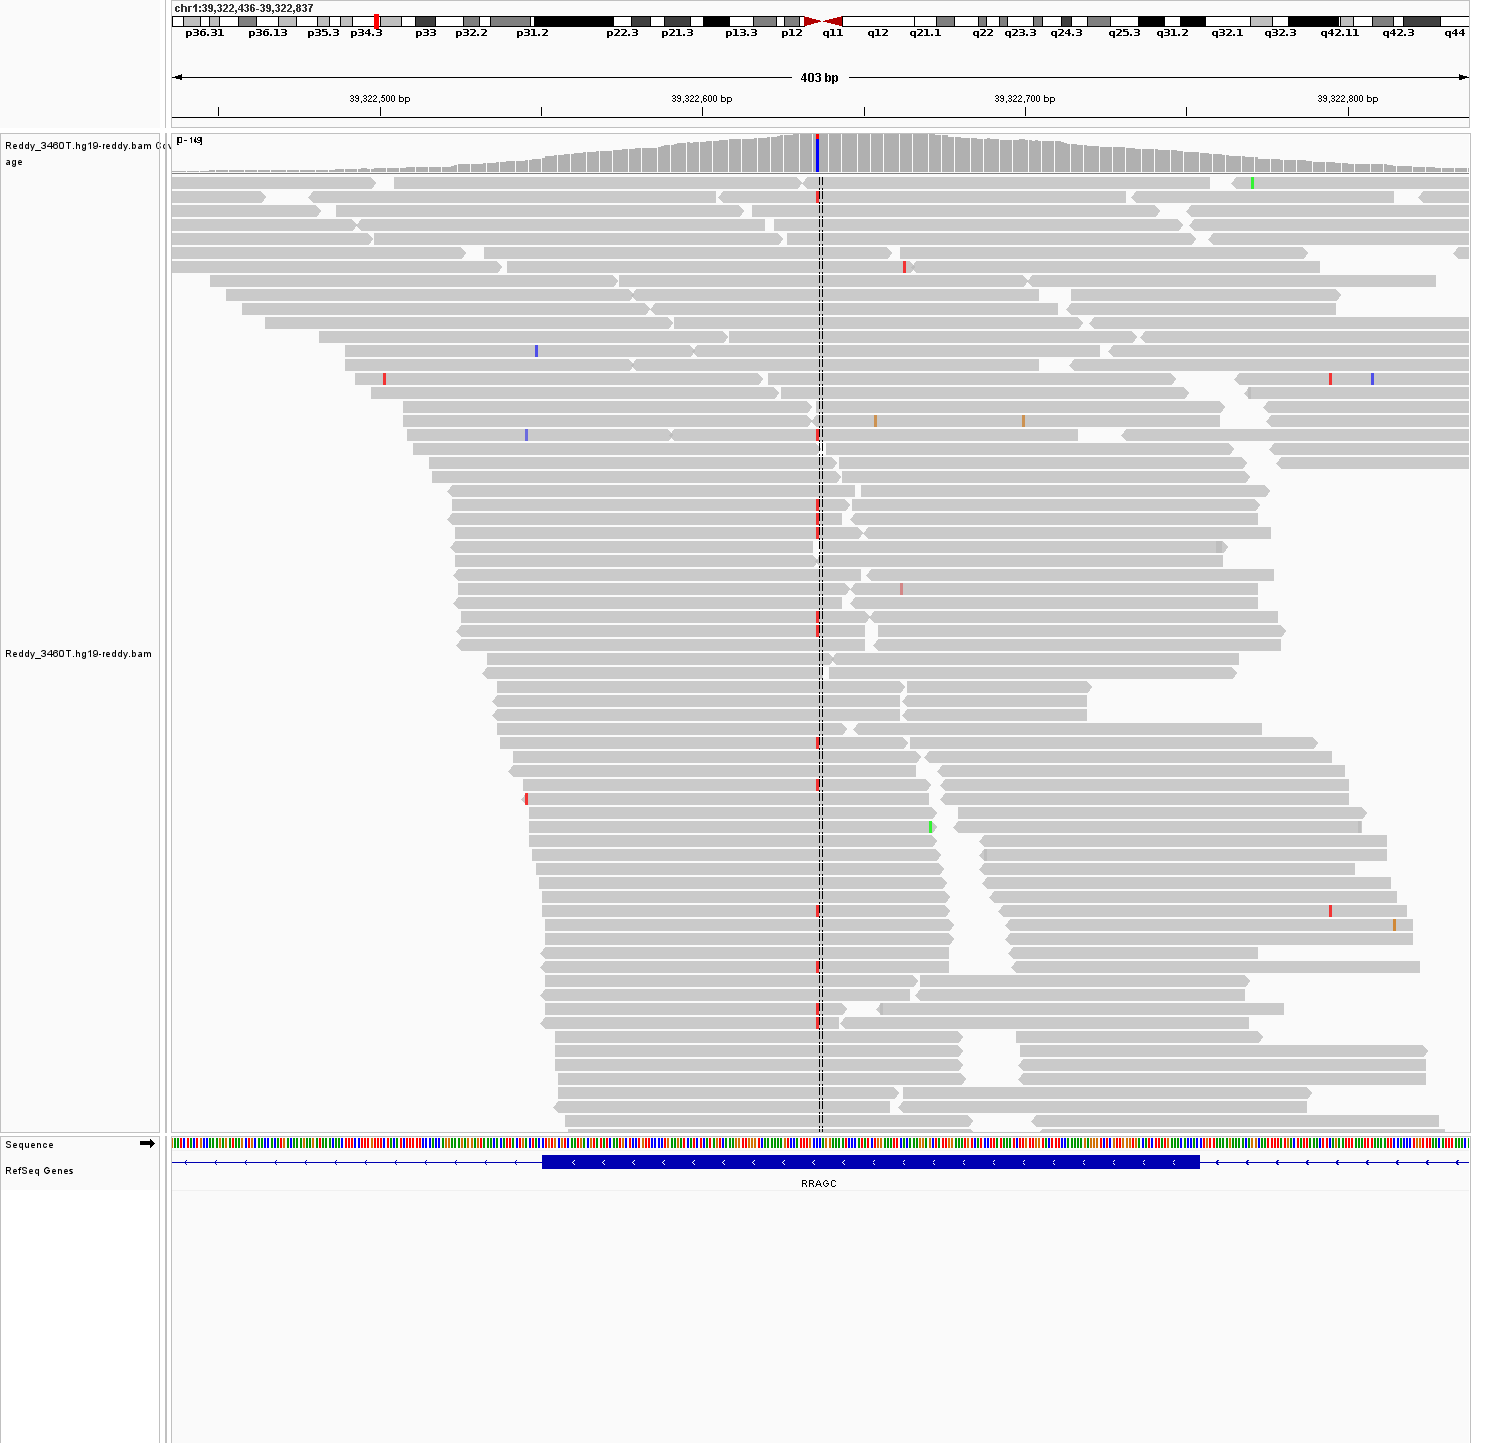 chr1:39,322,436-39,322,837
p36.31 p36.13 p35.3 p34.3 p33 p32.2 p31.2 p22.3 p21.3 p13.3 p12 q11 q12 q21.1 q22 q23.3 q24.3 q25.3 q31.2 q32.1 q32.3 q42.11 q42.3 q44
403 bp
39,322,500 bp 39,322,600 bp 39,322,700 bp 39,322,800 bp
[0 - 149]
Reddy_3460T.hg19-reddy.bam Cov
age
Reddy_3460T.hg19-reddy.bam
Sequence
RefSeq Genes
RRAGC